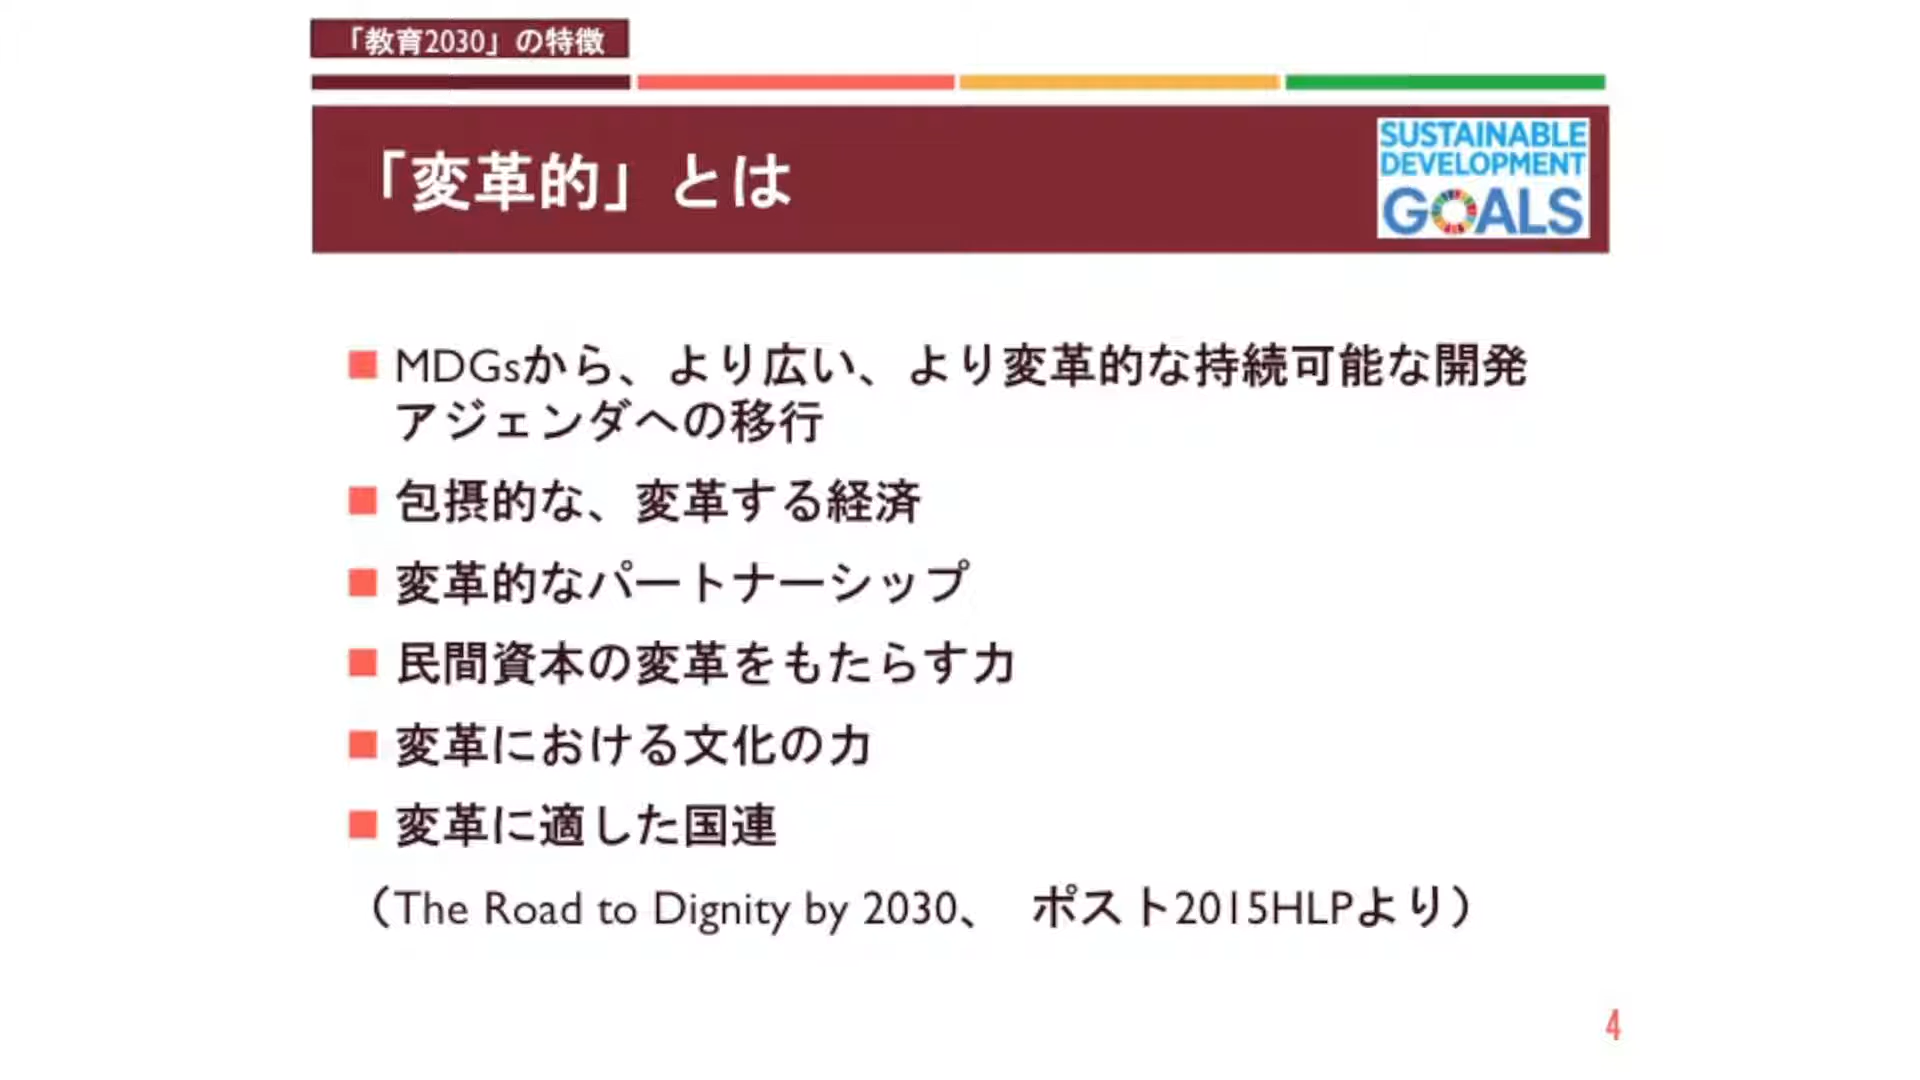 「教育2030」の特徴
「変革的」とは
SUSTAINABLE
DEVELOPMENT
GOALS
MDGsから、より広い、より変革的な持続可能な開発
アジェンダへの移行
包摂的な、変革する経済
変革的なパートナーシップ
民間資本の変革をもたらす力
変革における文化の力
変革に適した国連
（The Road to Dignity by 2030、 ポスト2015HLPより）
4